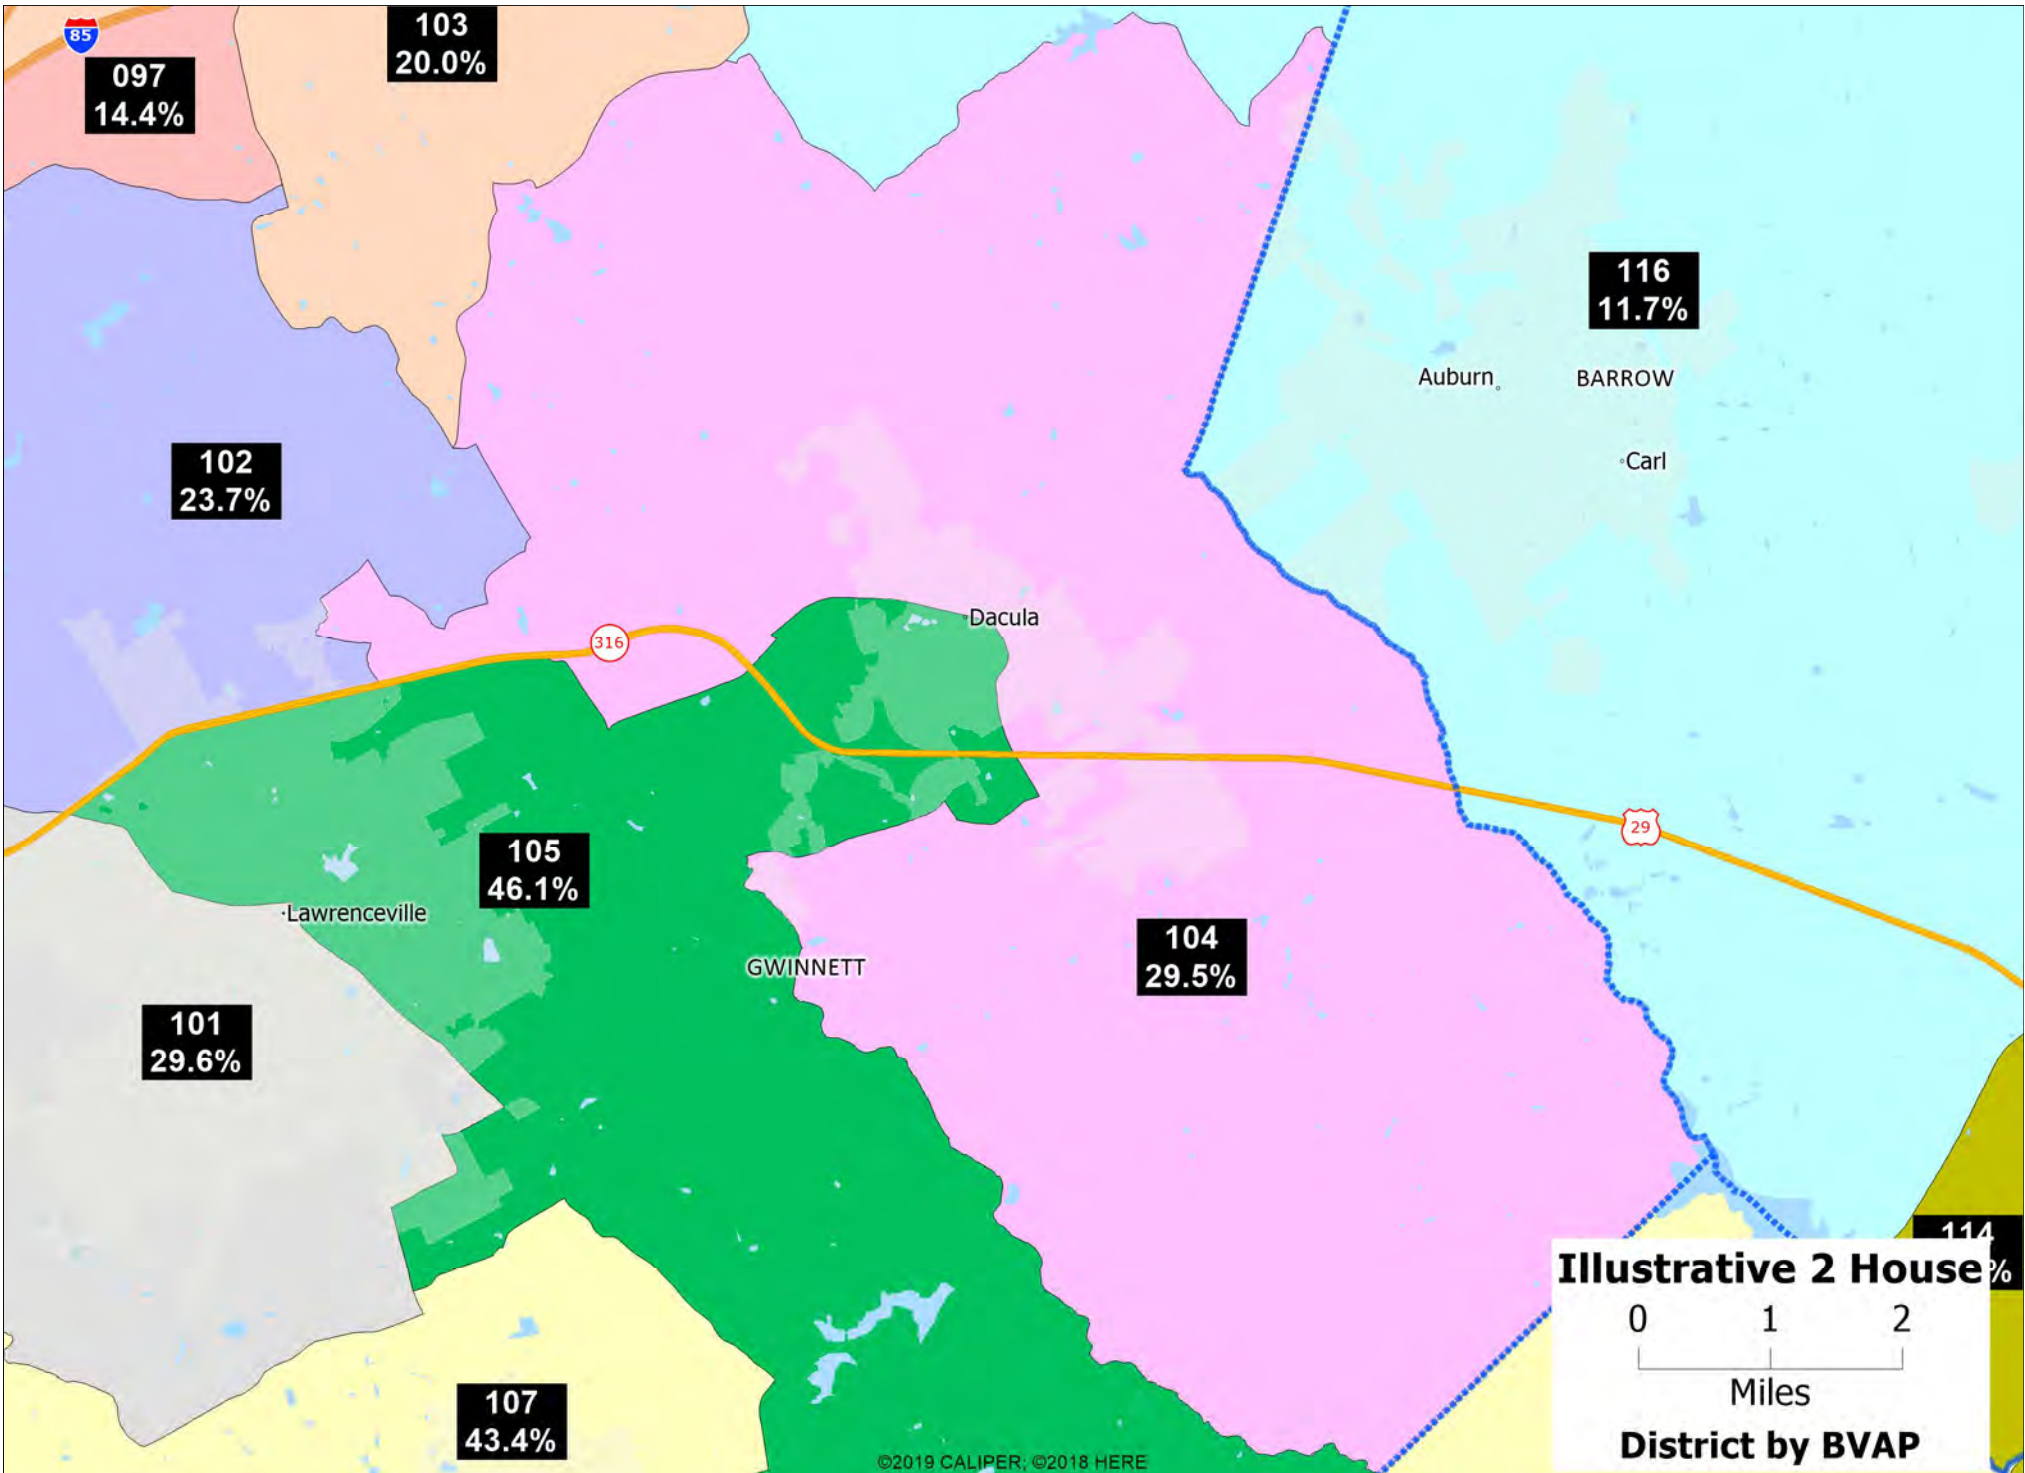 85
103
20.0%
097
14.4%
116
11.7%
Auburn
BARROW
Carl
102
23.7%
Dacula
316
29
105
46.1%
Lawrenceville
104
29.5%
GWINNETT
101
29.6%
114
%
Illustrative 2 House
0 1 2
Miles
District by BVAP
107
43.4%
©2019 CALIPER; ©2018 HERE